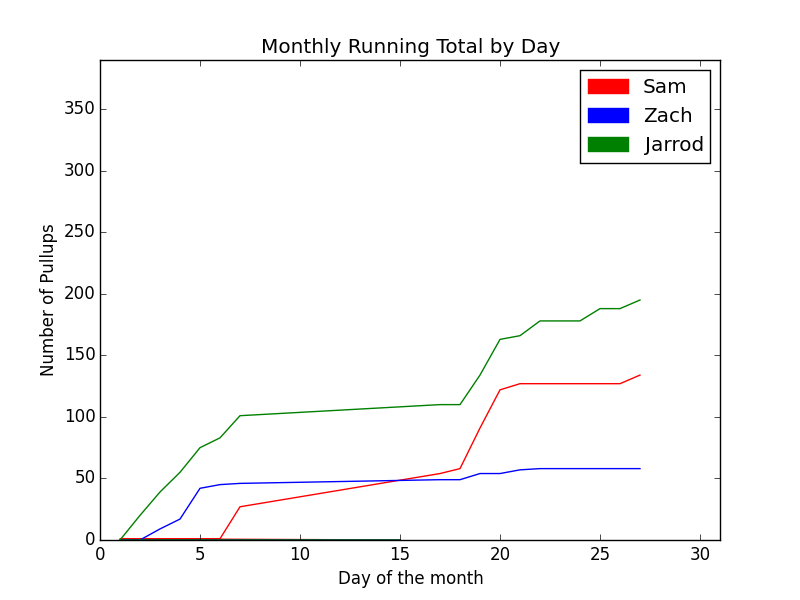 Monthly Running Total by Day
Sam
Zach
Jarrod
350
300
250
200
150
100
50
0
Number of Pullups
0 5 10 15 20 25 30
Day of the month